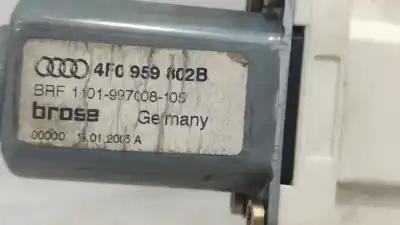 4F0 959 802B
BRF 1101-997008-105
brose Germany
00000 11.01.2005 A